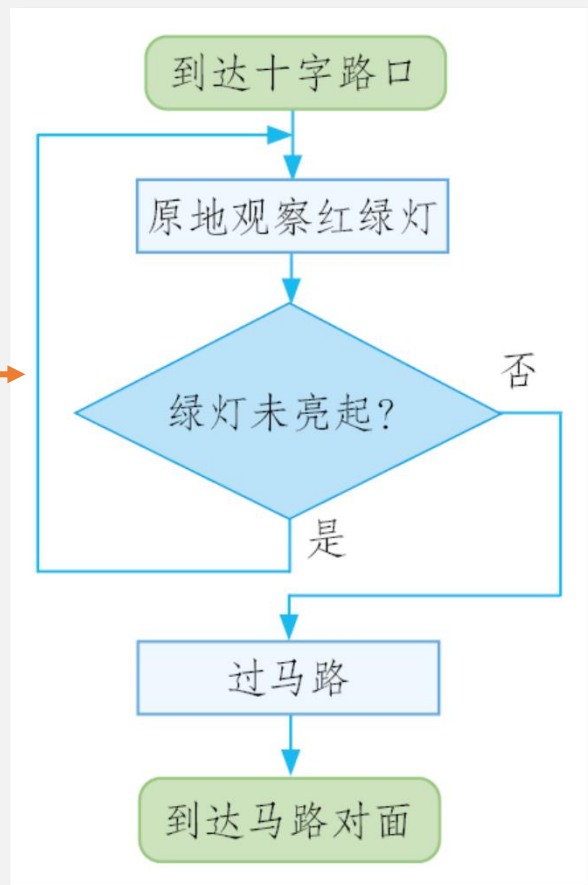 到达十字路口
原地观察红绿灯
绿灯未亮起?
否
是
过马路
到达马路对面